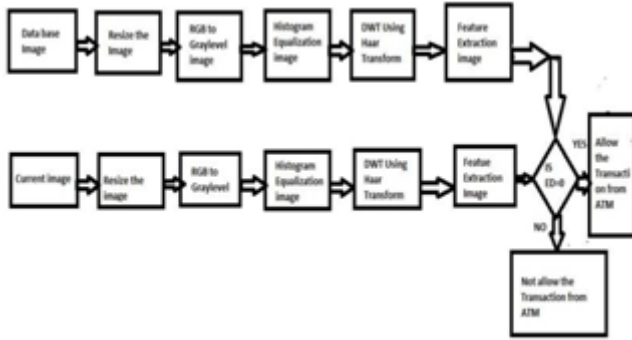 Data base
Image
Resize the
Image
RGB to
Graylevel
image
Histogram
Equalization
image
DWT Using
Haar
Transform
Feature
Extraction
image
Current image
Resize the
image
RGB to
Graylevel
Histogram
Equalization
image
DWT Using
Haar
Transform
Featue
Extraction
Image
IS
ED=0
YES
Allow
the
Transacti
on from
ATM
NO
Not allow the
Transaction from
ATM